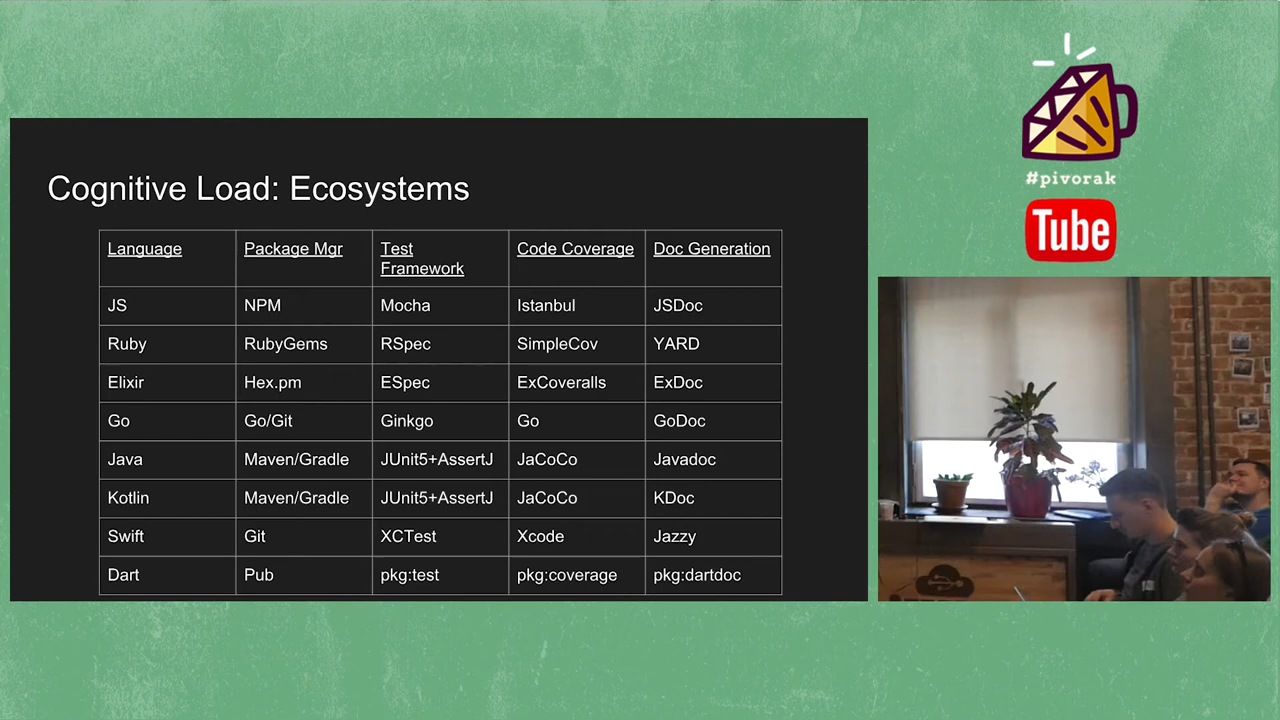 Cognitive Load: Ecosystems
Language Package Mgr Test Framework Code Coverage Doc Generation
JS NPM Mocha Istanbul JSDoc
Ruby RubyGems RSpec SimpleCov YARD
Elixir Hex.pm ESpec ExCoveralls ExDoc
Go Go/Git Ginkgo Go GoDoc
Java Maven/Gradle JUnit5+AssertJ JaCoCo Javadoc
Kotlin Maven/Gradle JUnit5+AssertJ JaCoCo KDoc
Swift Git XCTest Xcode Jazzy
Dart Pub pkg:test pkg:coverage pkg:dartdoc
#pivorak
Tube